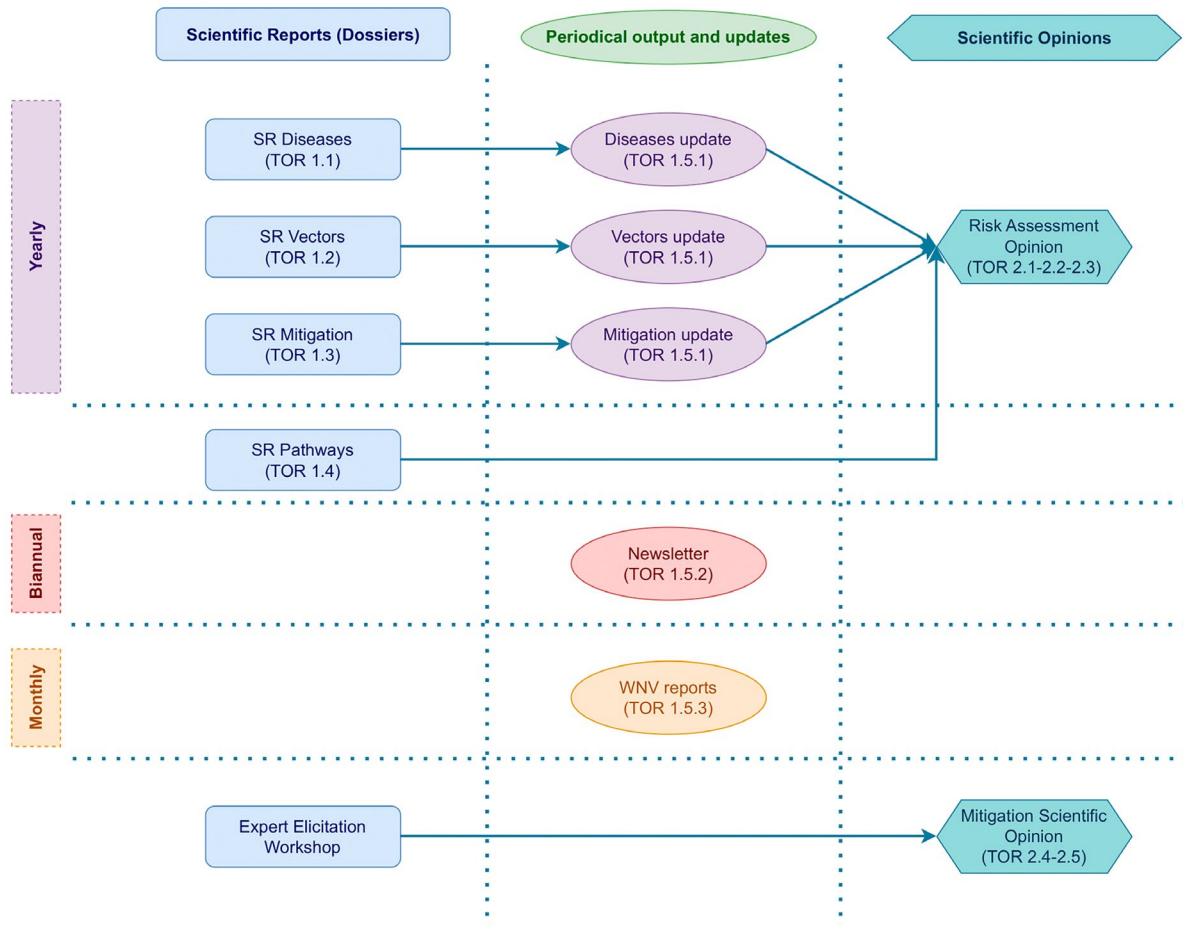 Scientific Reports (Dossiers)
Periodical output and updates
Scientific Opinions
Yearly
SR Diseases
(TOR 1.1)
Diseases update
(TOR 1.5.1)
SR Vectors
(TOR 1.2)
Vectors update
(TOR 1.5.1)
Risk Assessment
Opinion
(TOR 2.1-2.2-2.3)
SR Mitigation
(TOR 1.3)
Mitigation update
(TOR 1.5.1)
SR Pathways
(TOR 1.4)
Biannual
Newsletter
(TOR 1.5.2)
Monthly
WNV reports
(TOR 1.5.3)
Expert Elicitation
Workshop
Mitigation Scientific
Opinion
(TOR 2.4-2.5)